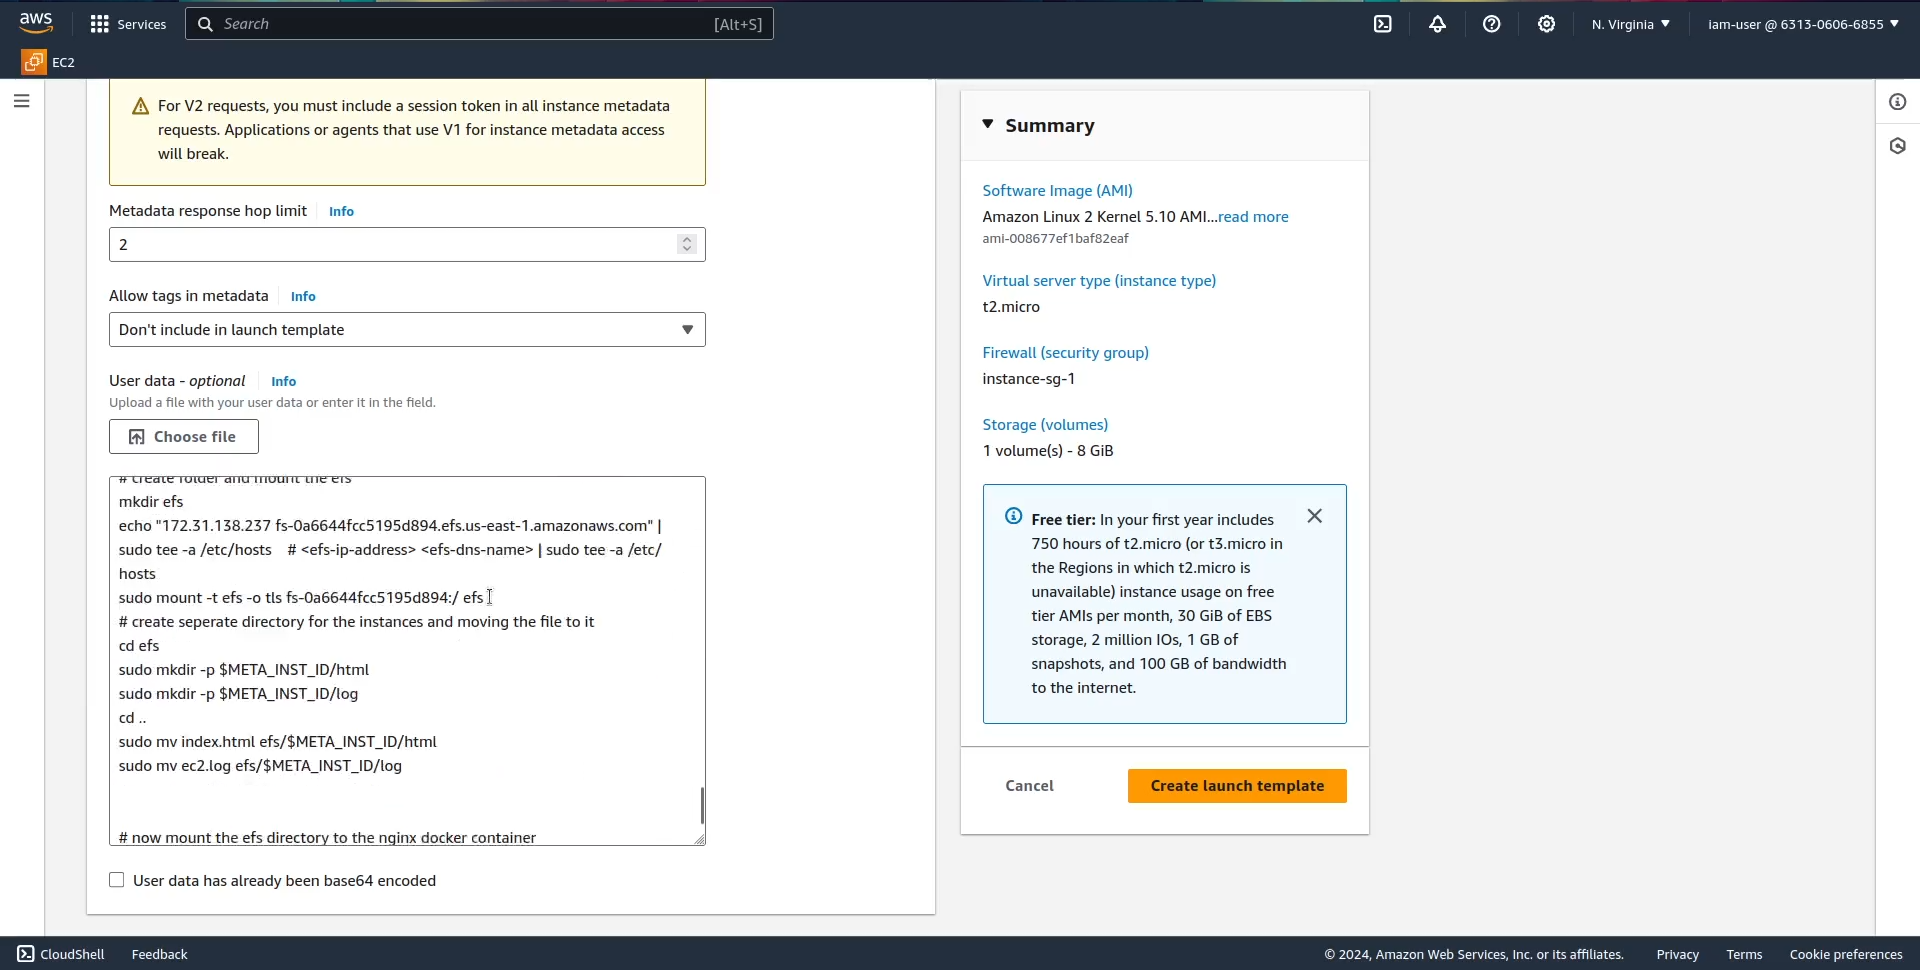 aws
Services
Search
[Alt+S]
N. Virginia
iam-user @ 6313-0606-6855
EC2
For V2 requests, you must include a session token in all instance metadata
requests. Applications or agents that use V1 for instance metadata access
will break.
Metadata response hop limit
Info
2
Allow tags in metadata
Info
Don't include in launch template
User data - optional
Info
Upload a file with your user data or enter it in the field.
Choose file
# create folder and mount the efs
mkdir efs
echo "172.31.138.237 fs-0a6644fcc5195d894.efs.us-east-1.amazonaws.com" |
sudo tee -a /etc/hosts    # <efs-ip-address> <efs-dns-name> | sudo tee -a /etc/
hosts
sudo mount -t efs -o tls fs-0a6644fcc5195d894:/ efs
# create seperate directory for the instances and moving the file to it
cd efs
sudo mkdir -p $META_INST_ID/html
sudo mkdir -p $META_INST_ID/log
cd ..
sudo mv index.html efs/$META_INST_ID/html
sudo mv ec2.log efs/$META_INST_ID/log
# now mount the efs directory to the nginx docker container
User data has already been base64 encoded
Summary
Software Image (AMI)
Amazon Linux 2 Kernel 5.10 AMI...read more
ami-008677ef1baf82eaf
Virtual server type (instance type)
t2.micro
Firewall (security group)
instance-sg-1
Storage (volumes)
1 volume(s) - 8 GiB
Free tier: In your first year includes
750 hours of t2.micro (or t3.micro in
the Regions in which t2.micro is
unavailable) instance usage on free
tier AMIs per month, 30 GiB of EBS
storage, 2 million IOs, 1 GB of
snapshots, and 100 GB of bandwidth
to the internet.
Cancel
Create launch template
CloudShell
Feedback
© 2024, Amazon Web Services, Inc. or its affiliates.
Privacy
Terms
Cookie preferences